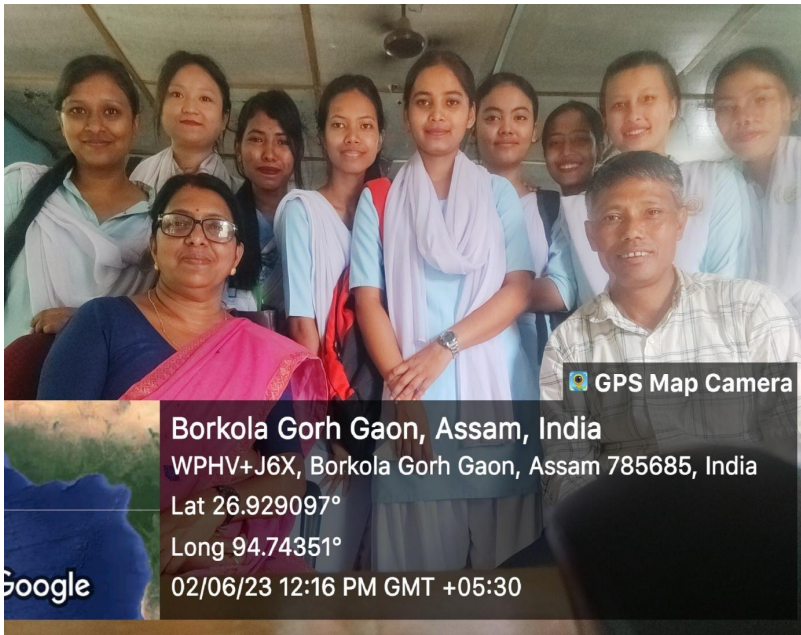 GPS Map Camera
Borkola Gorh Gaon, Assam, India
WPHV+J6X, Borkola Gorh Gaon, Assam 785685, India
Lat 26.929097°
Long 94.74351°
02/06/23 12:16 PM GMT +05:30
Google